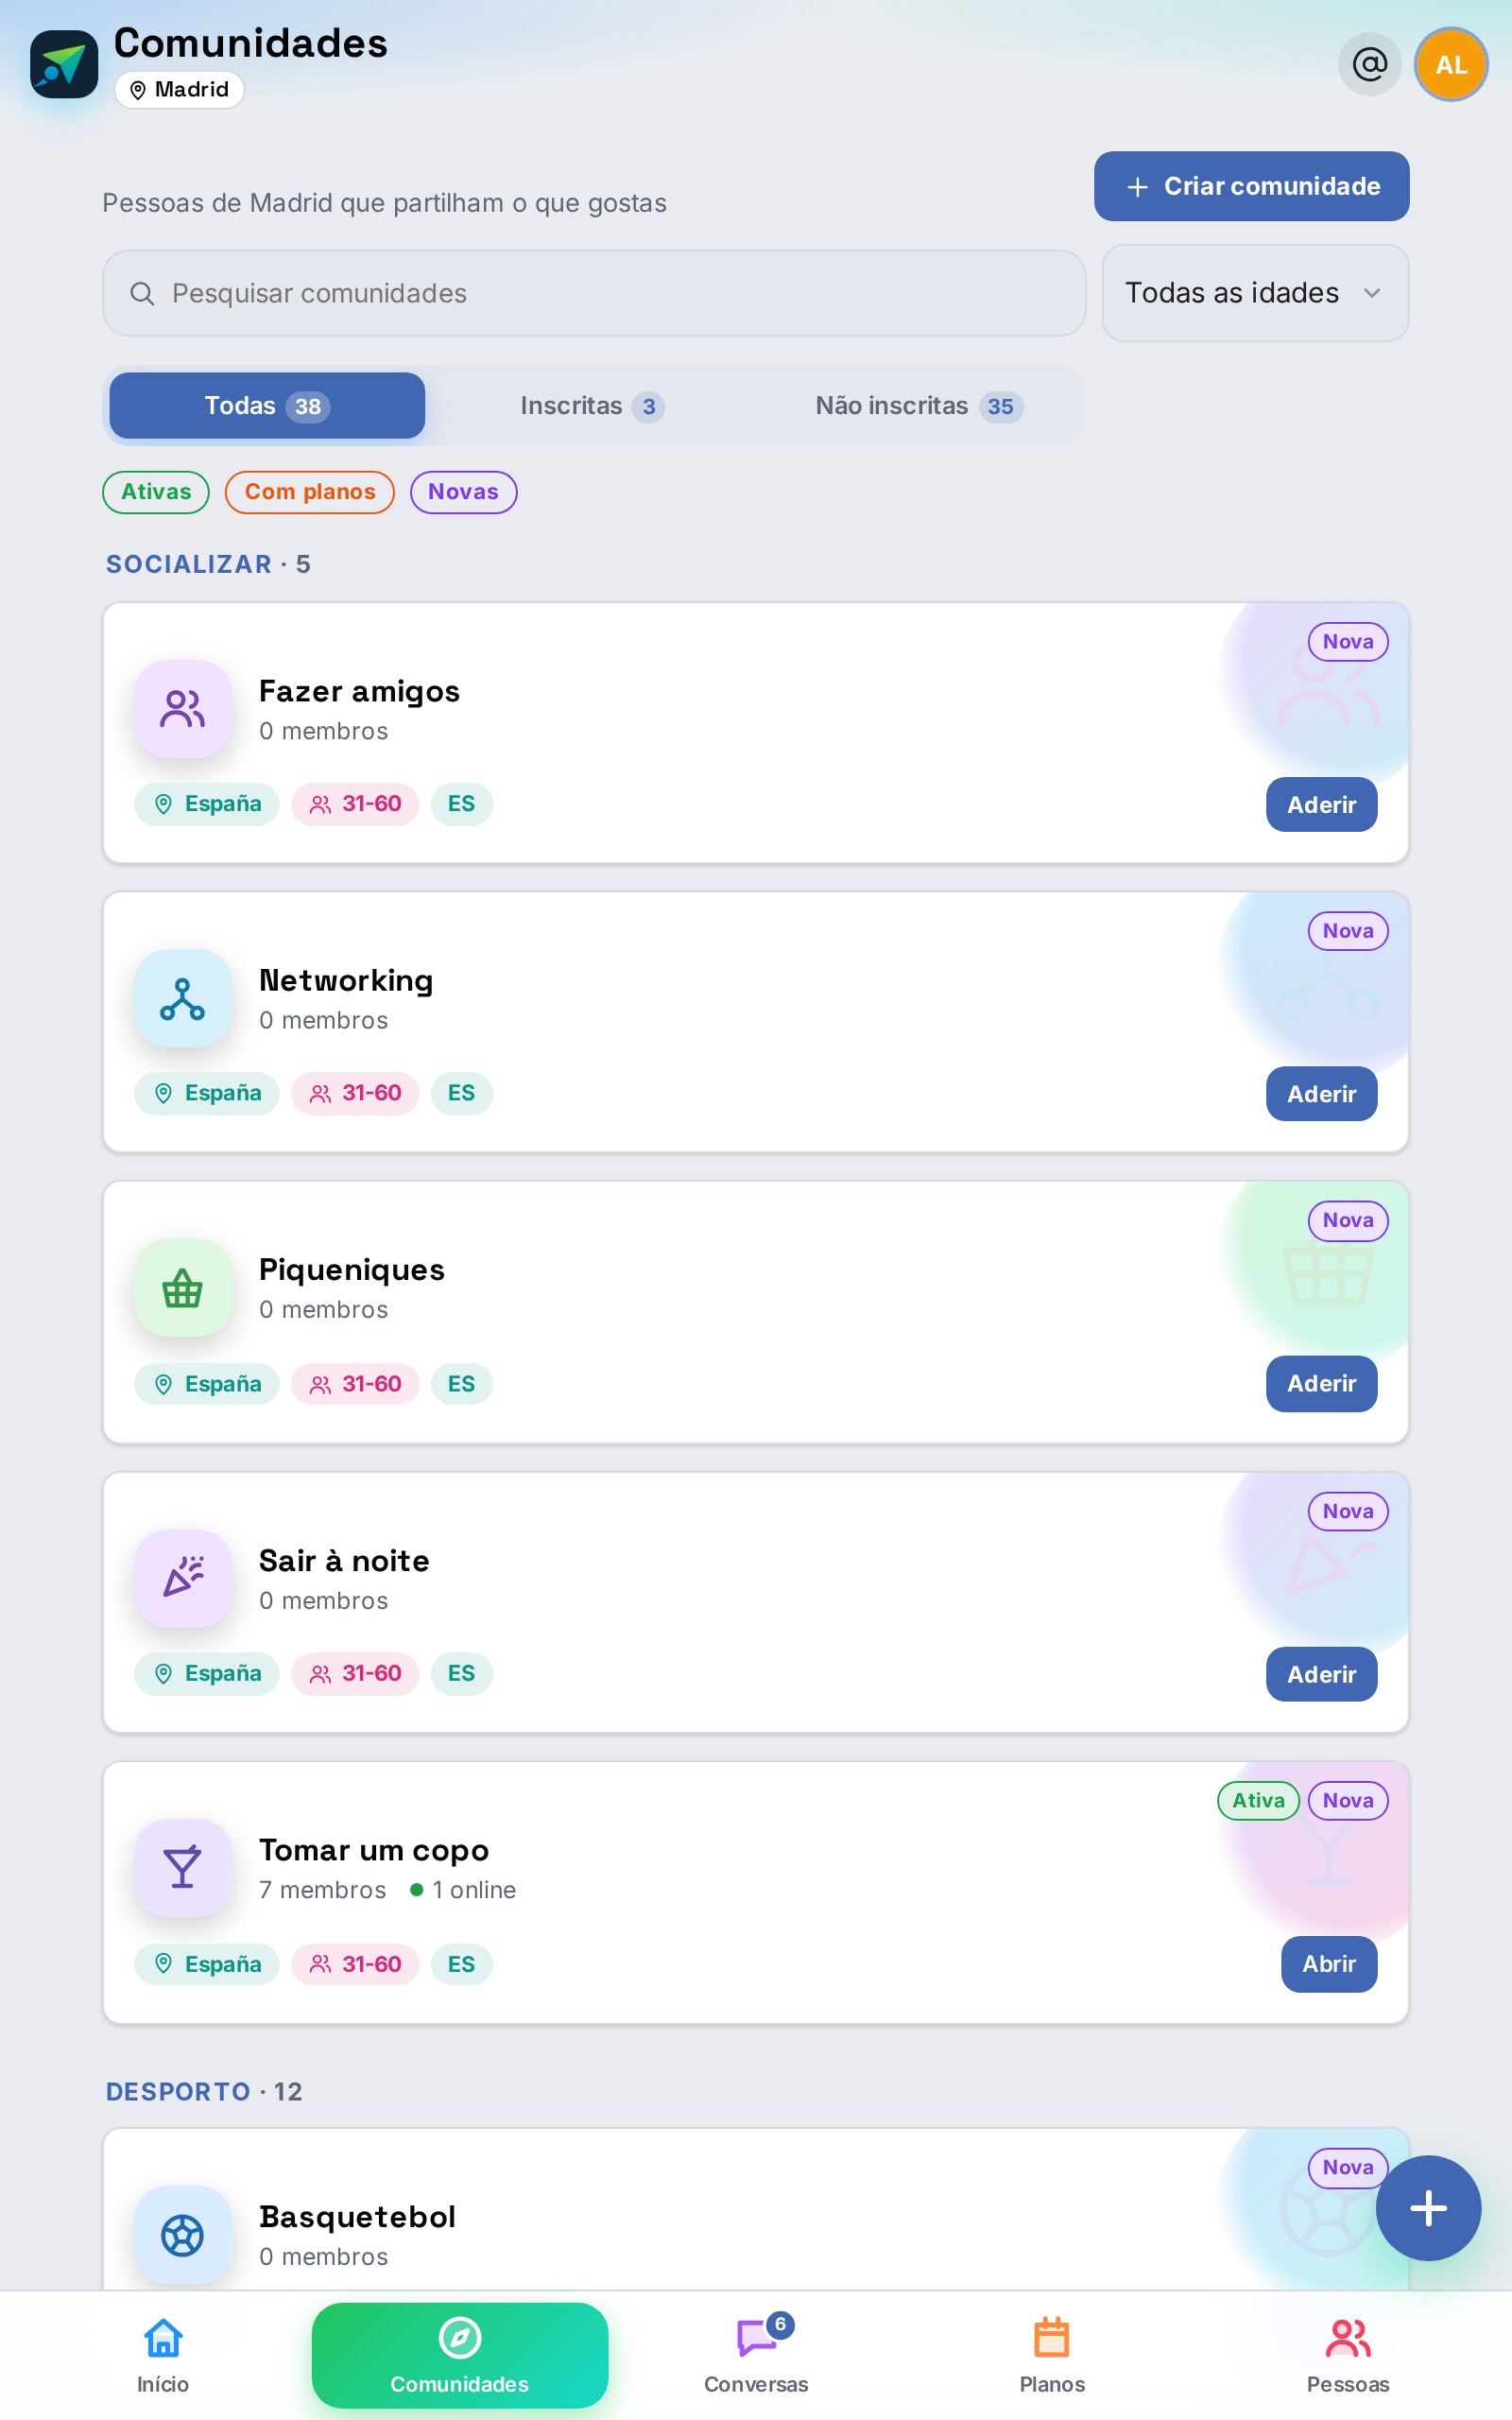 Comunidades
Madrid
@
AL
Pessoas de Madrid que partilham o que gostas
Criar comunidade
Pesquisar comunidades
Todas as idades
Todas 38
Inscritas 3
Não inscritas 35
Ativas
Com planos
Novas
SOCIALIZAR · 5
Nova
Fazer amigos
0 membros
España
31-60
ES
Aderir
Nova
Networking
0 membros
España
31-60
ES
Aderir
Nova
Piqueniques
0 membros
España
31-60
ES
Aderir
Nova
Sair à noite
0 membros
España
31-60
ES
Aderir
Ativa
Nova
Tomar um copo
7 membros
1 online
España
31-60
ES
Abrir
DESPORTO · 12
Nova
Basquetebol
0 membros
Início
Comunidades
6
Conversas
Planos
Pessoas